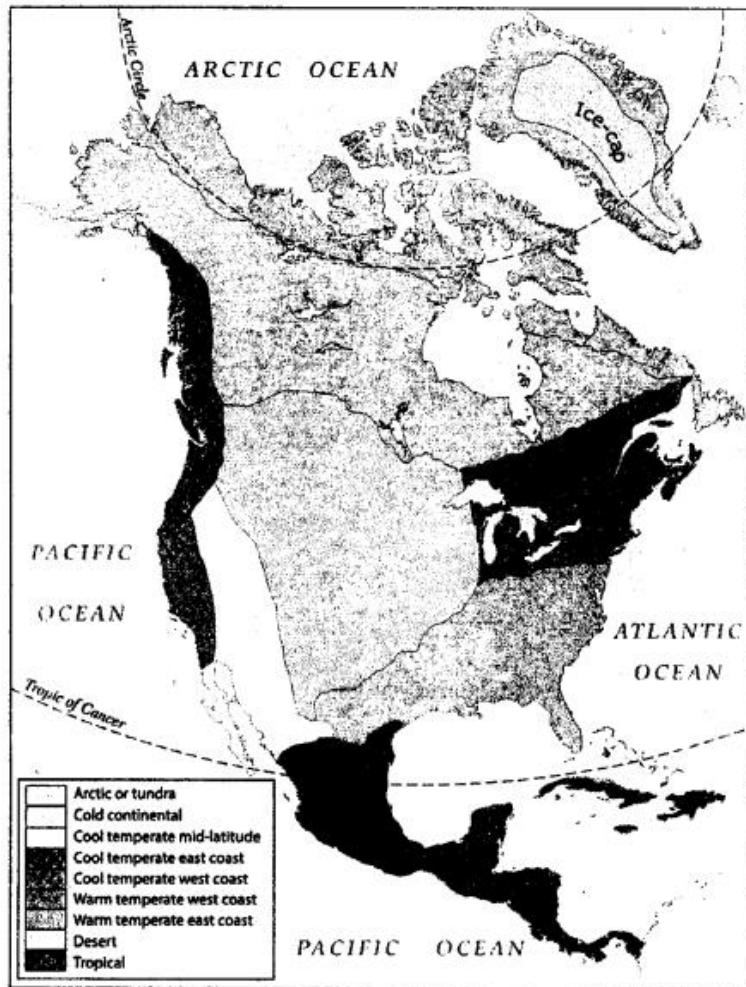 Arctic Circle
ARCTIC OCEAN
Ice-cap
PACIFIC
OCEAN
ATLANTIC
OCEAN
Tropic of Cancer
Arctic or tundra
Cold continental
Cool temperate mid-latitude
Cool temperate east coast
Cool temperate west coast
Warm temperate west coast
Warm temperate east coast
Desert
Tropical
PACIFIC OCEAN